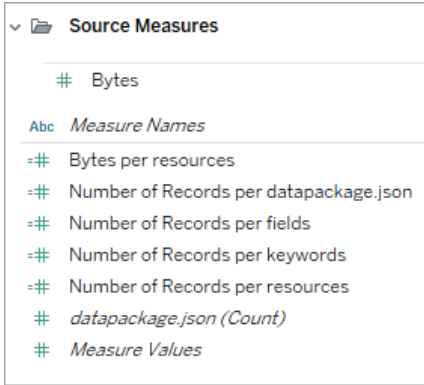 Source Measures
# Bytes
Abc Measure Names
=# Bytes per resources
=# Number of Records per datapackage.json
=# Number of Records per fields
=# Number of Records per keywords
=# Number of Records per resources
# datapackage.json (Count)
# Measure Values